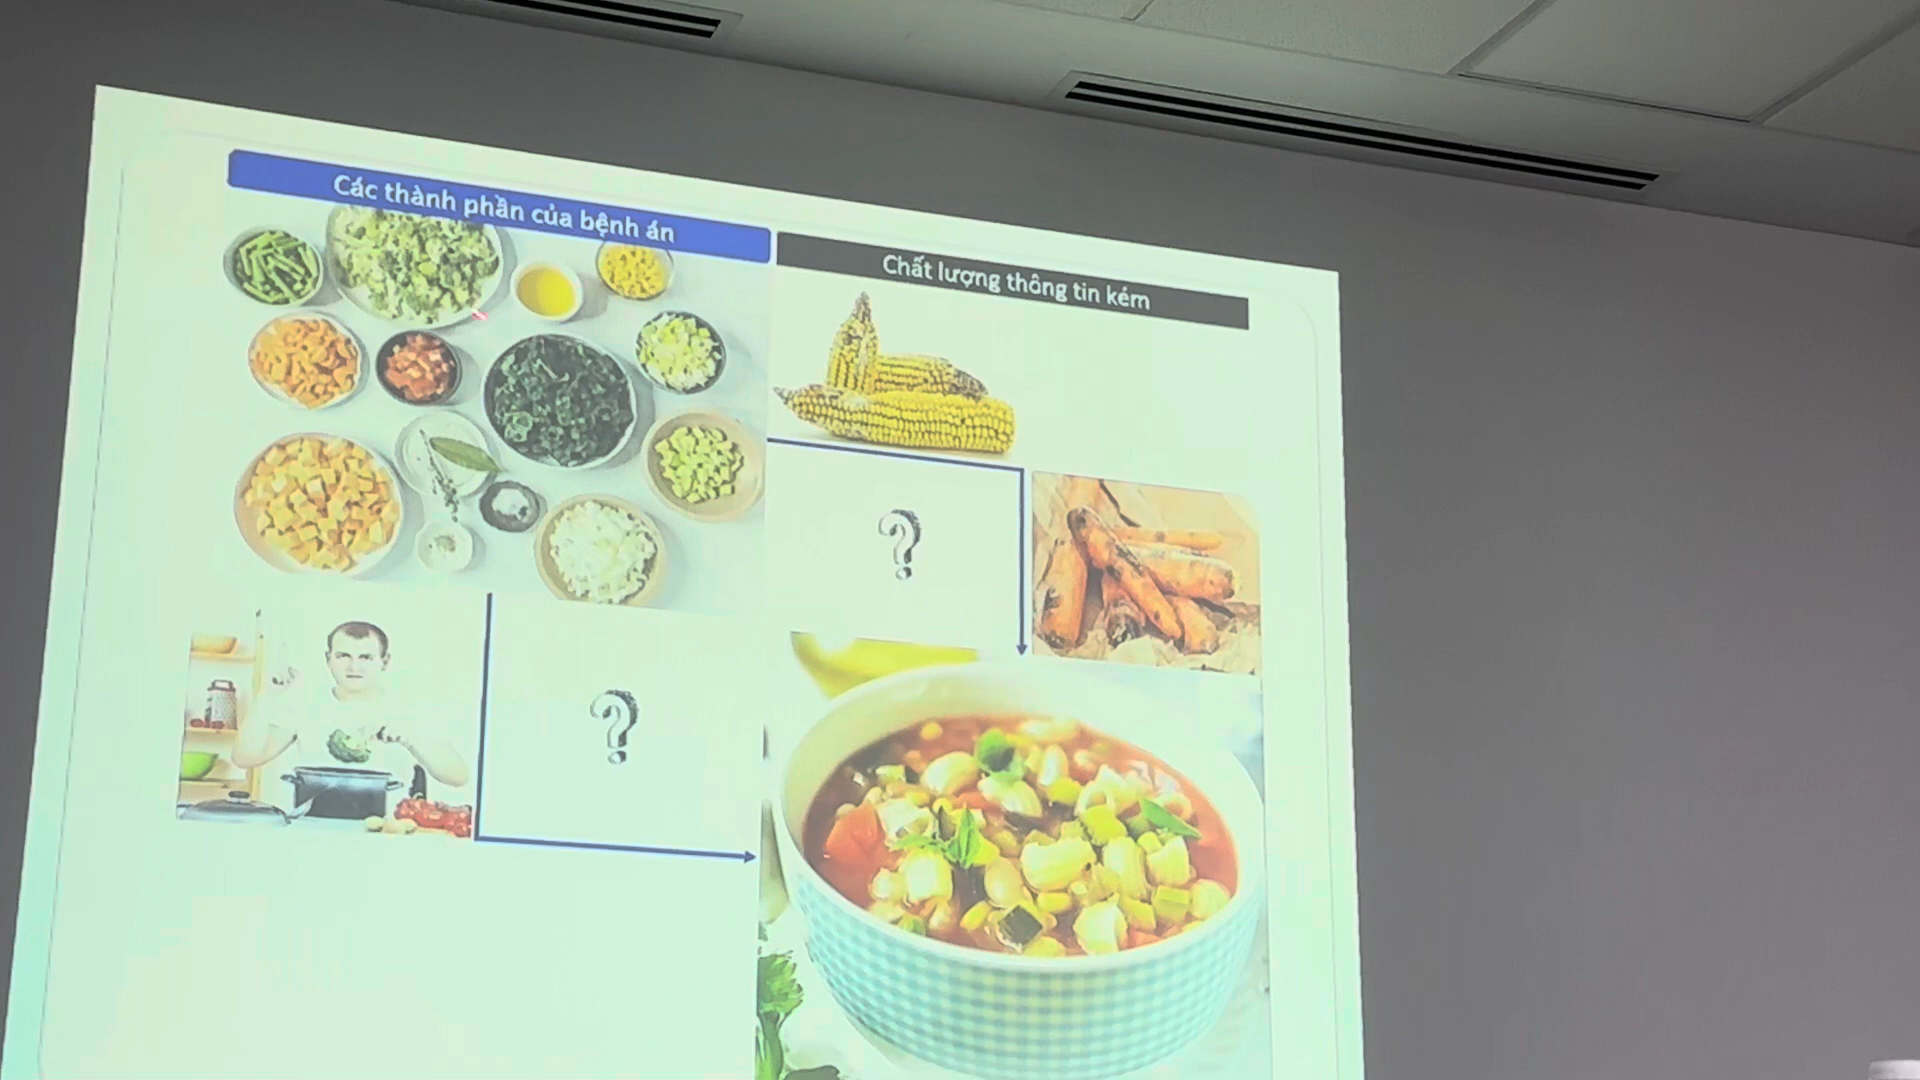 Các thành phần của bệnh án
Chất lượng thông tin kém
?
?